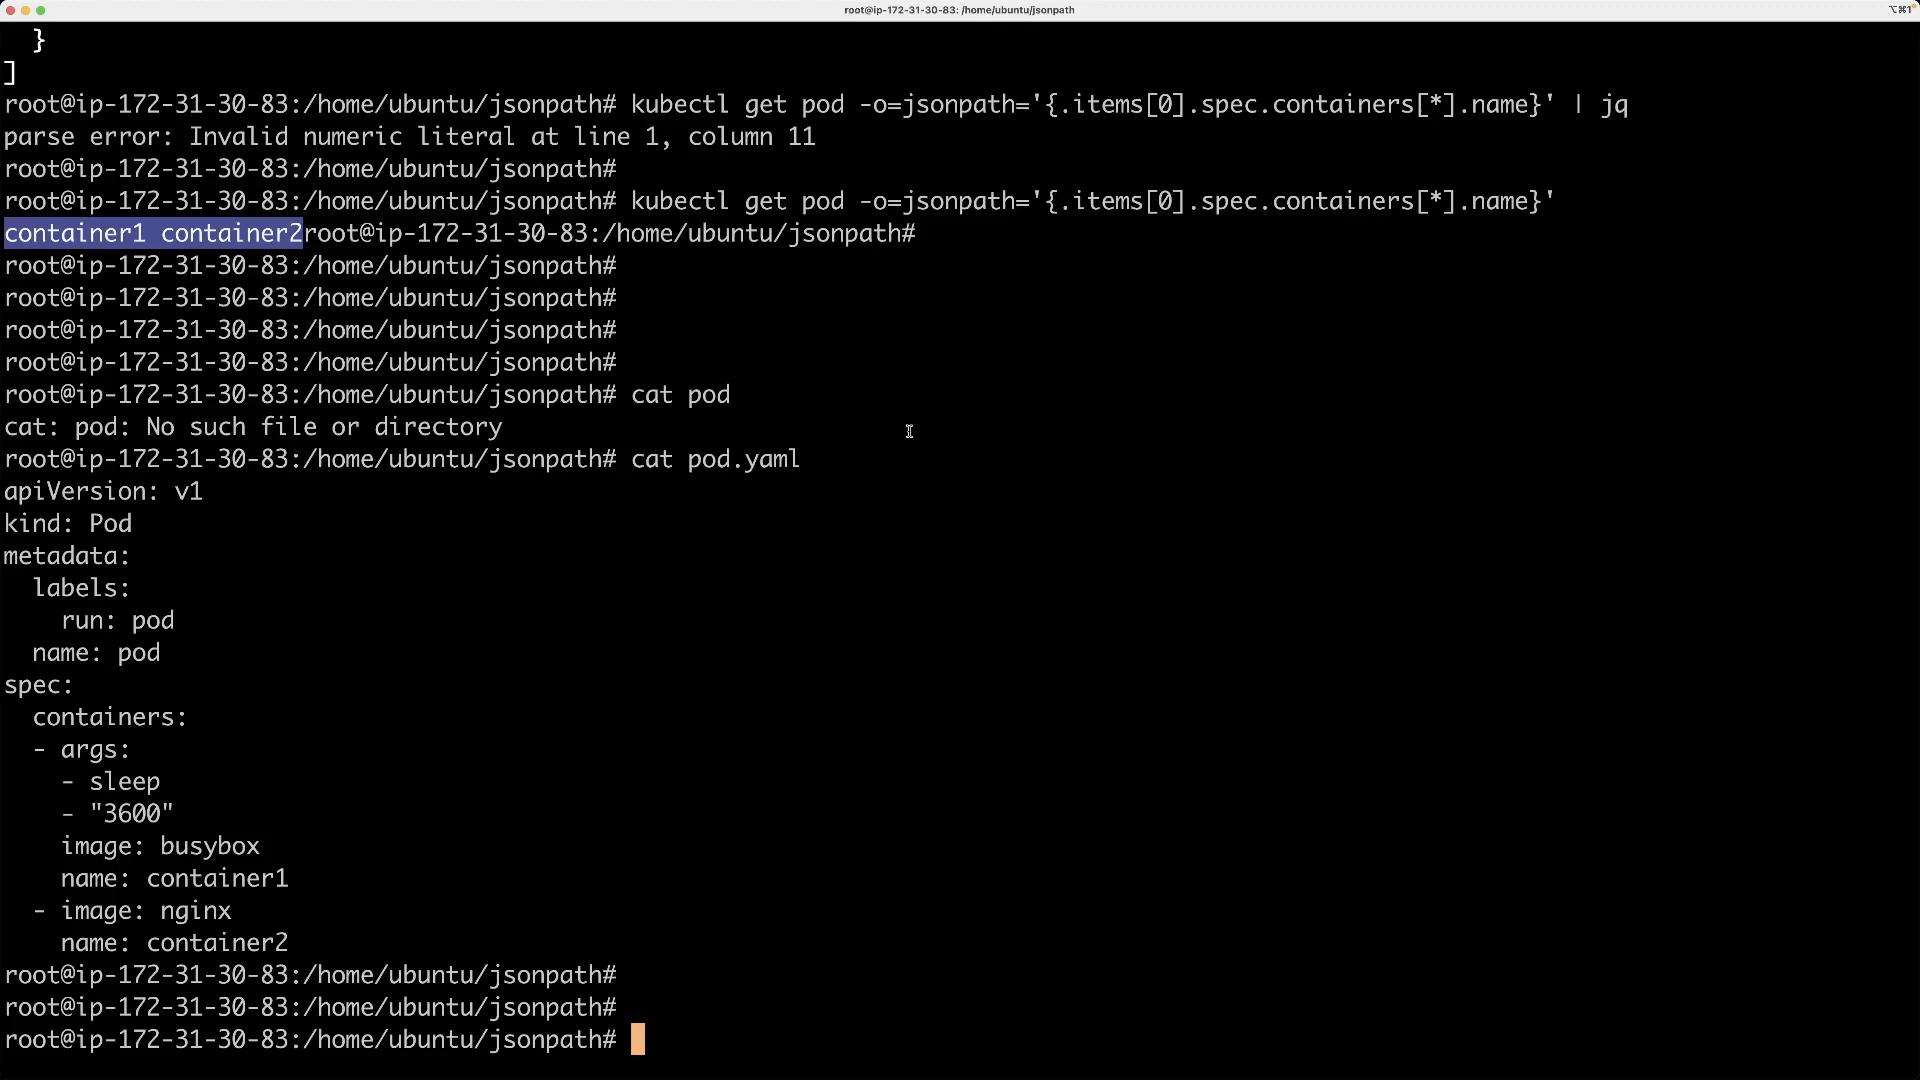 root@ip-172-31-30-83: /home/ubuntu/jsonpath
⌥⌘1
  }
]
root@ip-172-31-30-83:/home/ubuntu/jsonpath# kubectl get pod -o=jsonpath='{.items[0].spec.containers[*].name}' | jq
parse error: Invalid numeric literal at line 1, column 11
root@ip-172-31-30-83:/home/ubuntu/jsonpath#
root@ip-172-31-30-83:/home/ubuntu/jsonpath# kubectl get pod -o=jsonpath='{.items[0].spec.containers[*].name}'
container1 container2root@ip-172-31-30-83:/home/ubuntu/jsonpath#
root@ip-172-31-30-83:/home/ubuntu/jsonpath#
root@ip-172-31-30-83:/home/ubuntu/jsonpath#
root@ip-172-31-30-83:/home/ubuntu/jsonpath#
root@ip-172-31-30-83:/home/ubuntu/jsonpath#
root@ip-172-31-30-83:/home/ubuntu/jsonpath# cat pod
cat: pod: No such file or directory
root@ip-172-31-30-83:/home/ubuntu/jsonpath# cat pod.yaml
apiVersion: v1
kind: Pod
metadata:
  labels:
    run: pod
  name: pod
spec:
  containers:
  - args:
    - sleep
    - "3600"
    image: busybox
    name: container1
  - image: nginx
    name: container2
root@ip-172-31-30-83:/home/ubuntu/jsonpath#
root@ip-172-31-30-83:/home/ubuntu/jsonpath#
root@ip-172-31-30-83:/home/ubuntu/jsonpath#